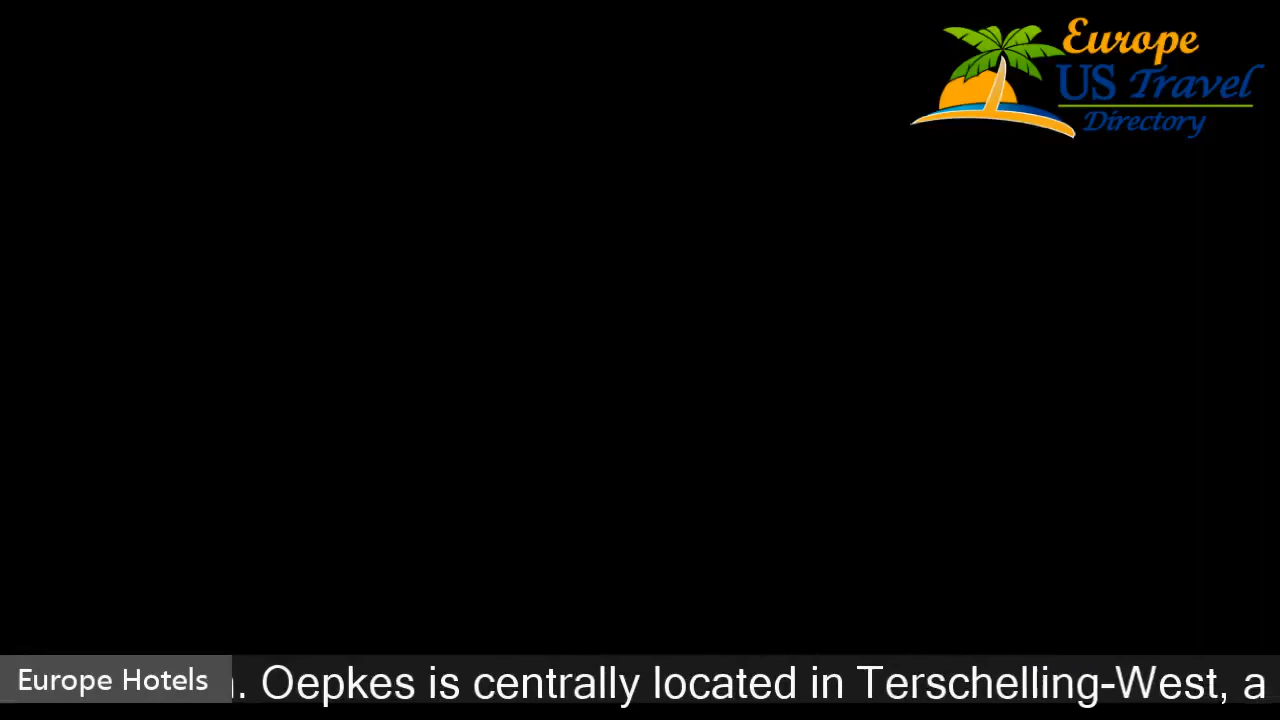 Europe
US Travel
Directory
Europe Hotels
. Oepkes is centrally located in Terschelling-West, a